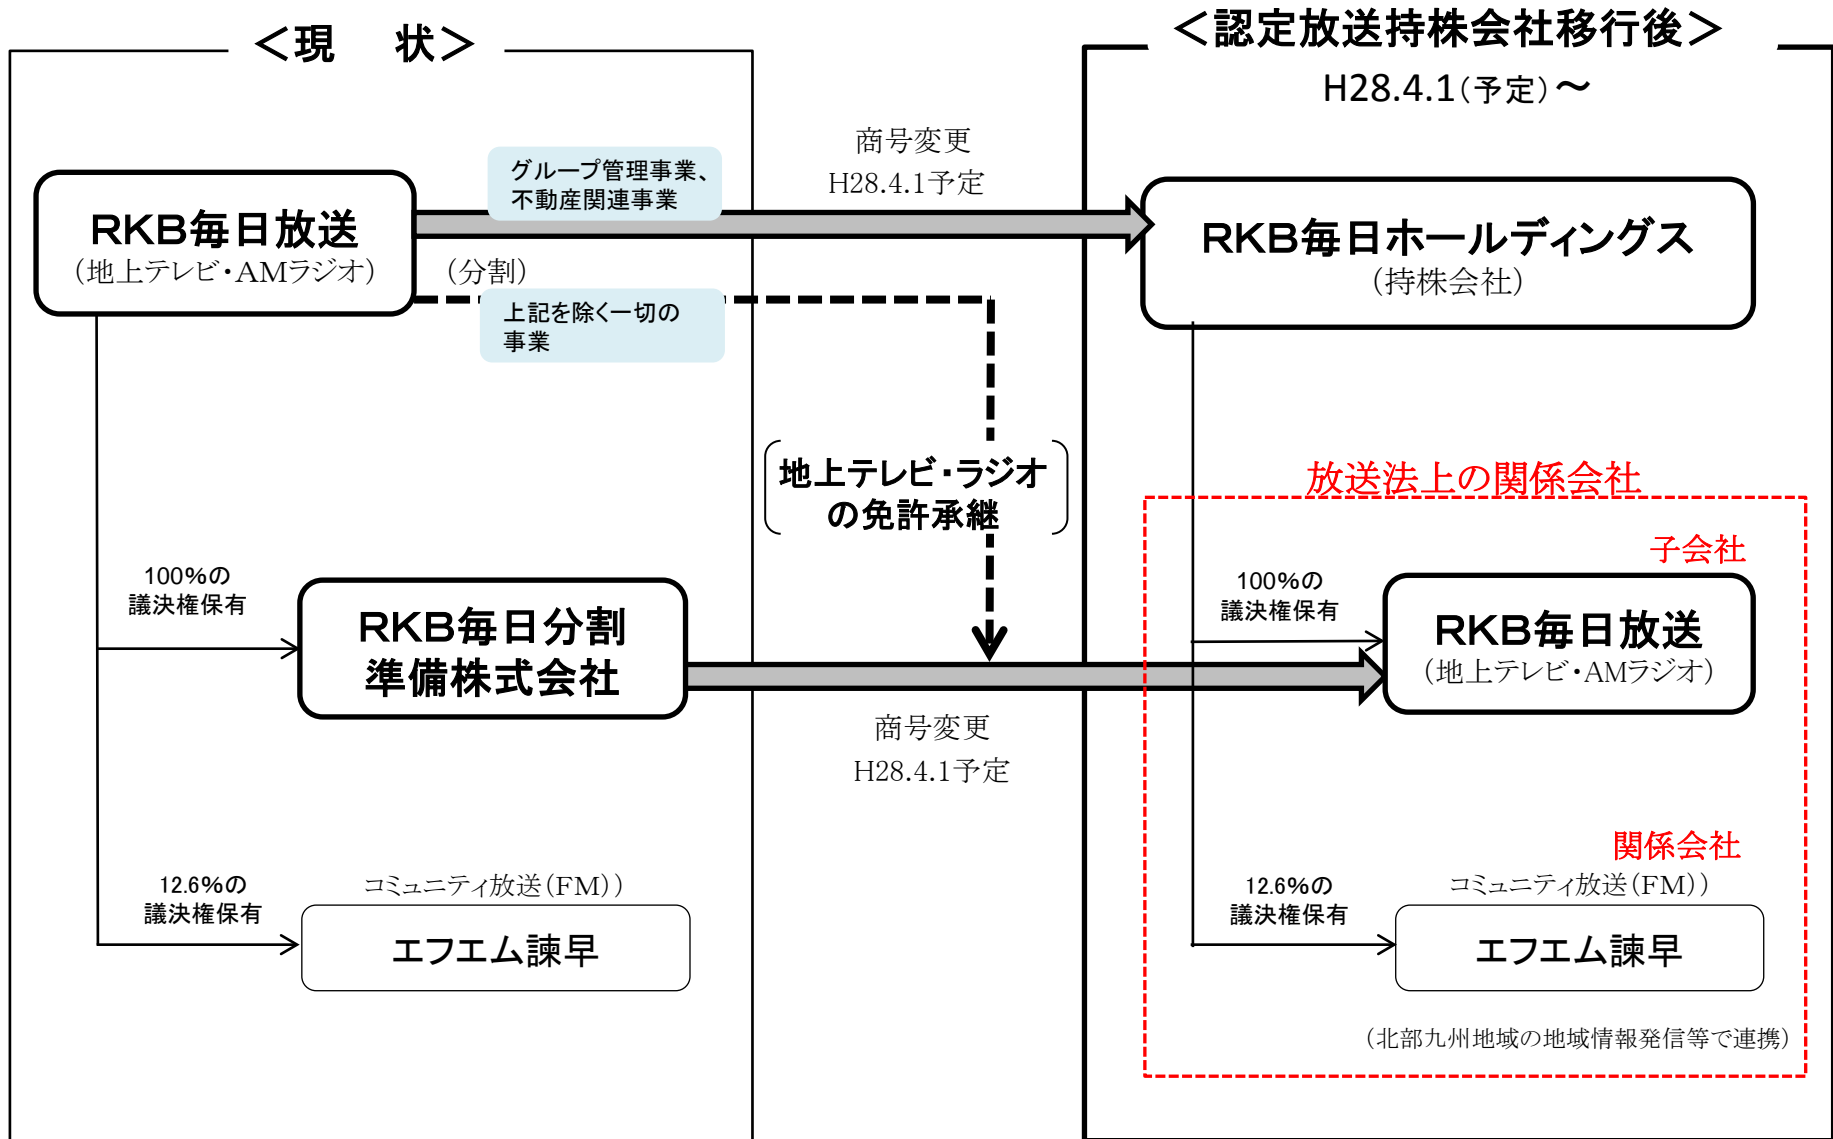 ＜現　状＞
＜認定放送持株会社移行後＞
H28.4.1(予定)～
グループ管理事業、
不動産関連事業
商号変更
H28.4.1予定
RKB毎日放送
(地上テレビ・AMラジオ)
(分割)
上記を除く一切の
事業
RKB毎日ホールディングス
(持株会社)
地上テレビ・ラジオ
の免許承継
放送法上の関係会社
子会社
100%の
議決権保有
RKB毎日分割
準備株式会社
100%の
議決権保有
RKB毎日放送
(地上テレビ・AMラジオ)
商号変更
H28.4.1予定
関係会社
12.6%の
議決権保有
コミュニティ放送(FM))
エフエム諫早
12.6%の
議決権保有
コミュニティ放送(FM))
エフエム諫早
(北部九州地域の地域情報発信等で連携)